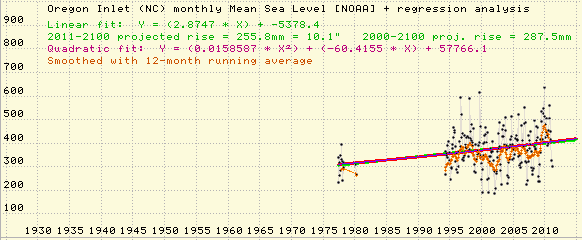 Oregon Inlet (NC) monthly Mean Sea Level [NOAA] + regression analysis
Linear fit:  Y = (2.8747 * X) + -5378.4
2011-2100 projected rise = 255.8mm = 10.1"   2000-2100 proj. rise = 287.5mm
Quadratic fit:  Y = (0.0158587 * X²) + (-60.4155 * X) + 57766.1
Smoothed with 12-month running average
900
800
700
600
500
400
300
200
100
1930 1935 1940 1945 1950 1955 1960 1965 1970 1975 1980 1985 1990 1995 2000 2005 2010